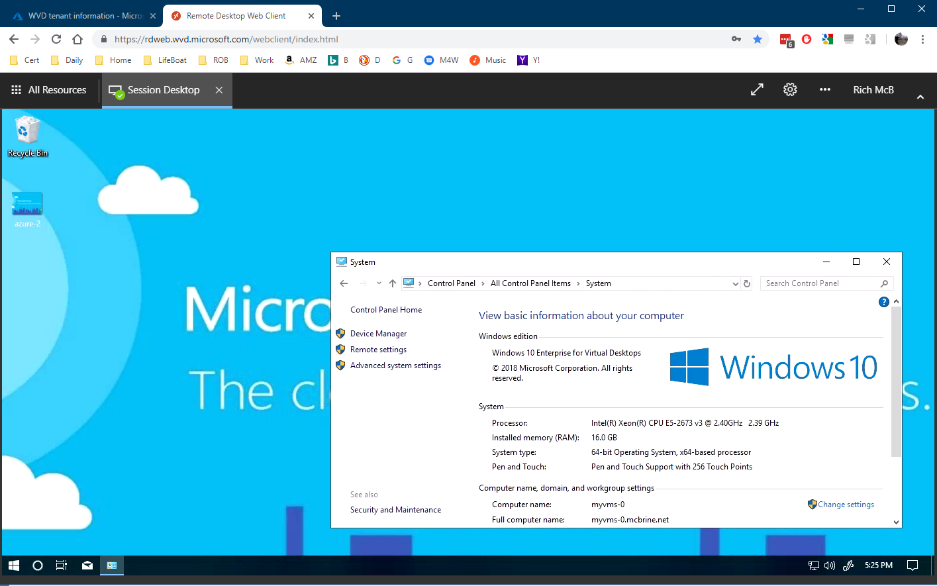 WVD tenant information - Micro
Remote Desktop Web Client
https://rdweb.wvd.microsoft.com/webclient/index.html
6
Cert Daily Home LifeBoat ROB Work AMZ B D G M4W Music Y!
All Resources
Session Desktop
Rich McB
Recycle Bin
azure-2
Micro
The clo
s.
System
Control Panel › All Control Panel Items › System
Search Control Panel
Control Panel Home
Device Manager
Remote settings
Advanced system settings
See also
Security and Maintenance
View basic information about your computer
Windows edition
Windows 10 Enterprise for Virtual Desktops
© 2018 Microsoft Corporation. All rights
reserved.
Windows 10
System
Processor: Intel(R) Xeon(R) CPU E5-2673 v3 @ 2.40GHz 2.39 GHz
Installed memory (RAM): 16.0 GB
System type: 64-bit Operating System, x64-based processor
Pen and Touch: Pen and Touch Support with 256 Touch Points
Computer name, domain, and workgroup settings
Computer name: myvms-0
Change settings
Full computer name: myvms-0.mcbrine.net
5:25 PM